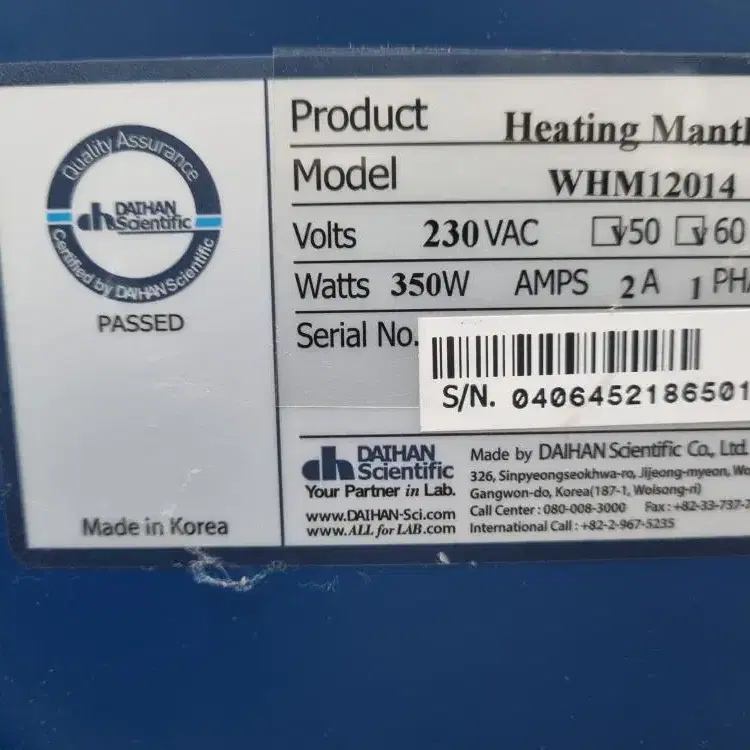 Quality Assurance
DAIHAN
Scientific
Certified by DAIHAN Scientific
PASSED
Made in Korea
Product Heating Mantl
Model WHM12014
Volts 230 VAC 50 60
Watts 350W AMPS 2 A 1 PHA
Serial No.
S/N. 0406452186501
DAIHAN
Scientific
Your Partner in Lab.
www.DAIHAN-Sci.com
www.ALL for LAB.com
Made by DAIHAN Scientific Co., Ltd.
326, Sinpyeongseokhwa-ro, Jijeong-myeon, Wo
Gangwon-do, Korea(187-1, Wolsong-ri)
Call Center : 080-008-3000 Fax : +82-33-737-
International Call : +82-2-967-5235